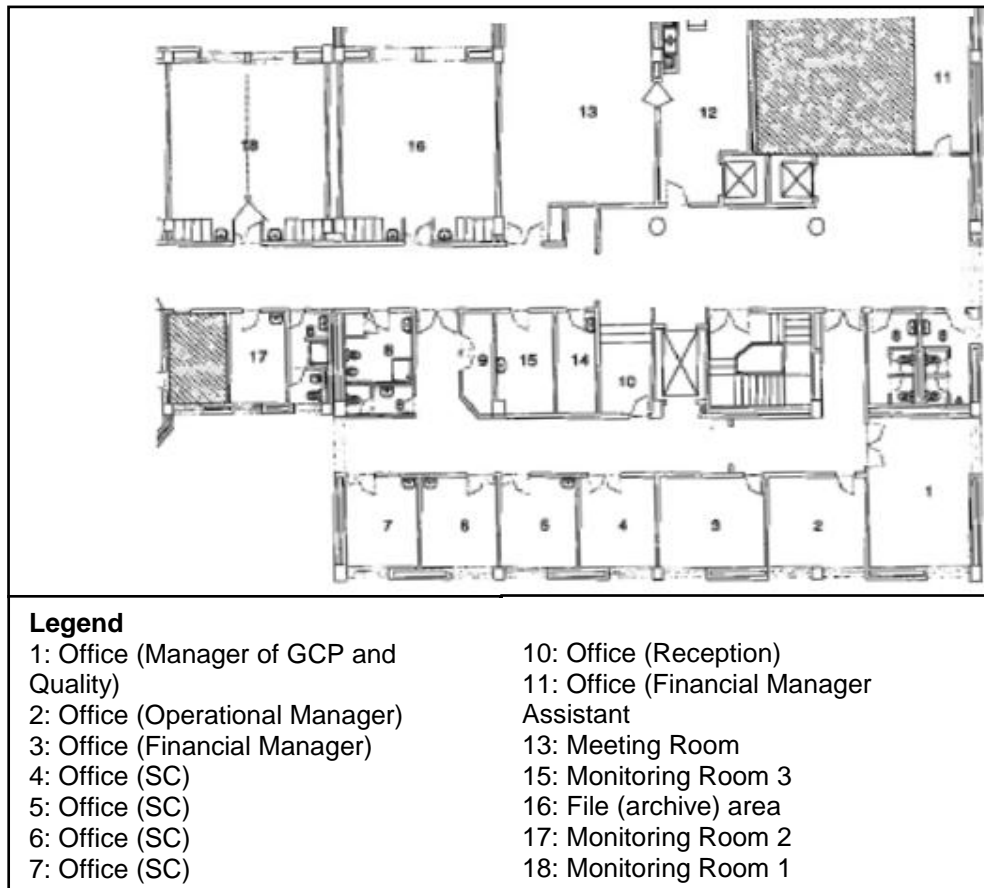 11
13
12
18
16
17
9
15
14
10
1
7
6
5
4
3
2
Legend
1: Office (Manager of GCP and
Quality)
2: Office (Operational Manager)
3: Office (Financial Manager)
4: Office (SC)
5: Office (SC)
6: Office (SC)
7: Office (SC)
10: Office (Reception)
11: Office (Financial Manager
Assistant
13: Meeting Room
15: Monitoring Room 3
16: File (archive) area
17: Monitoring Room 2
18: Monitoring Room 1